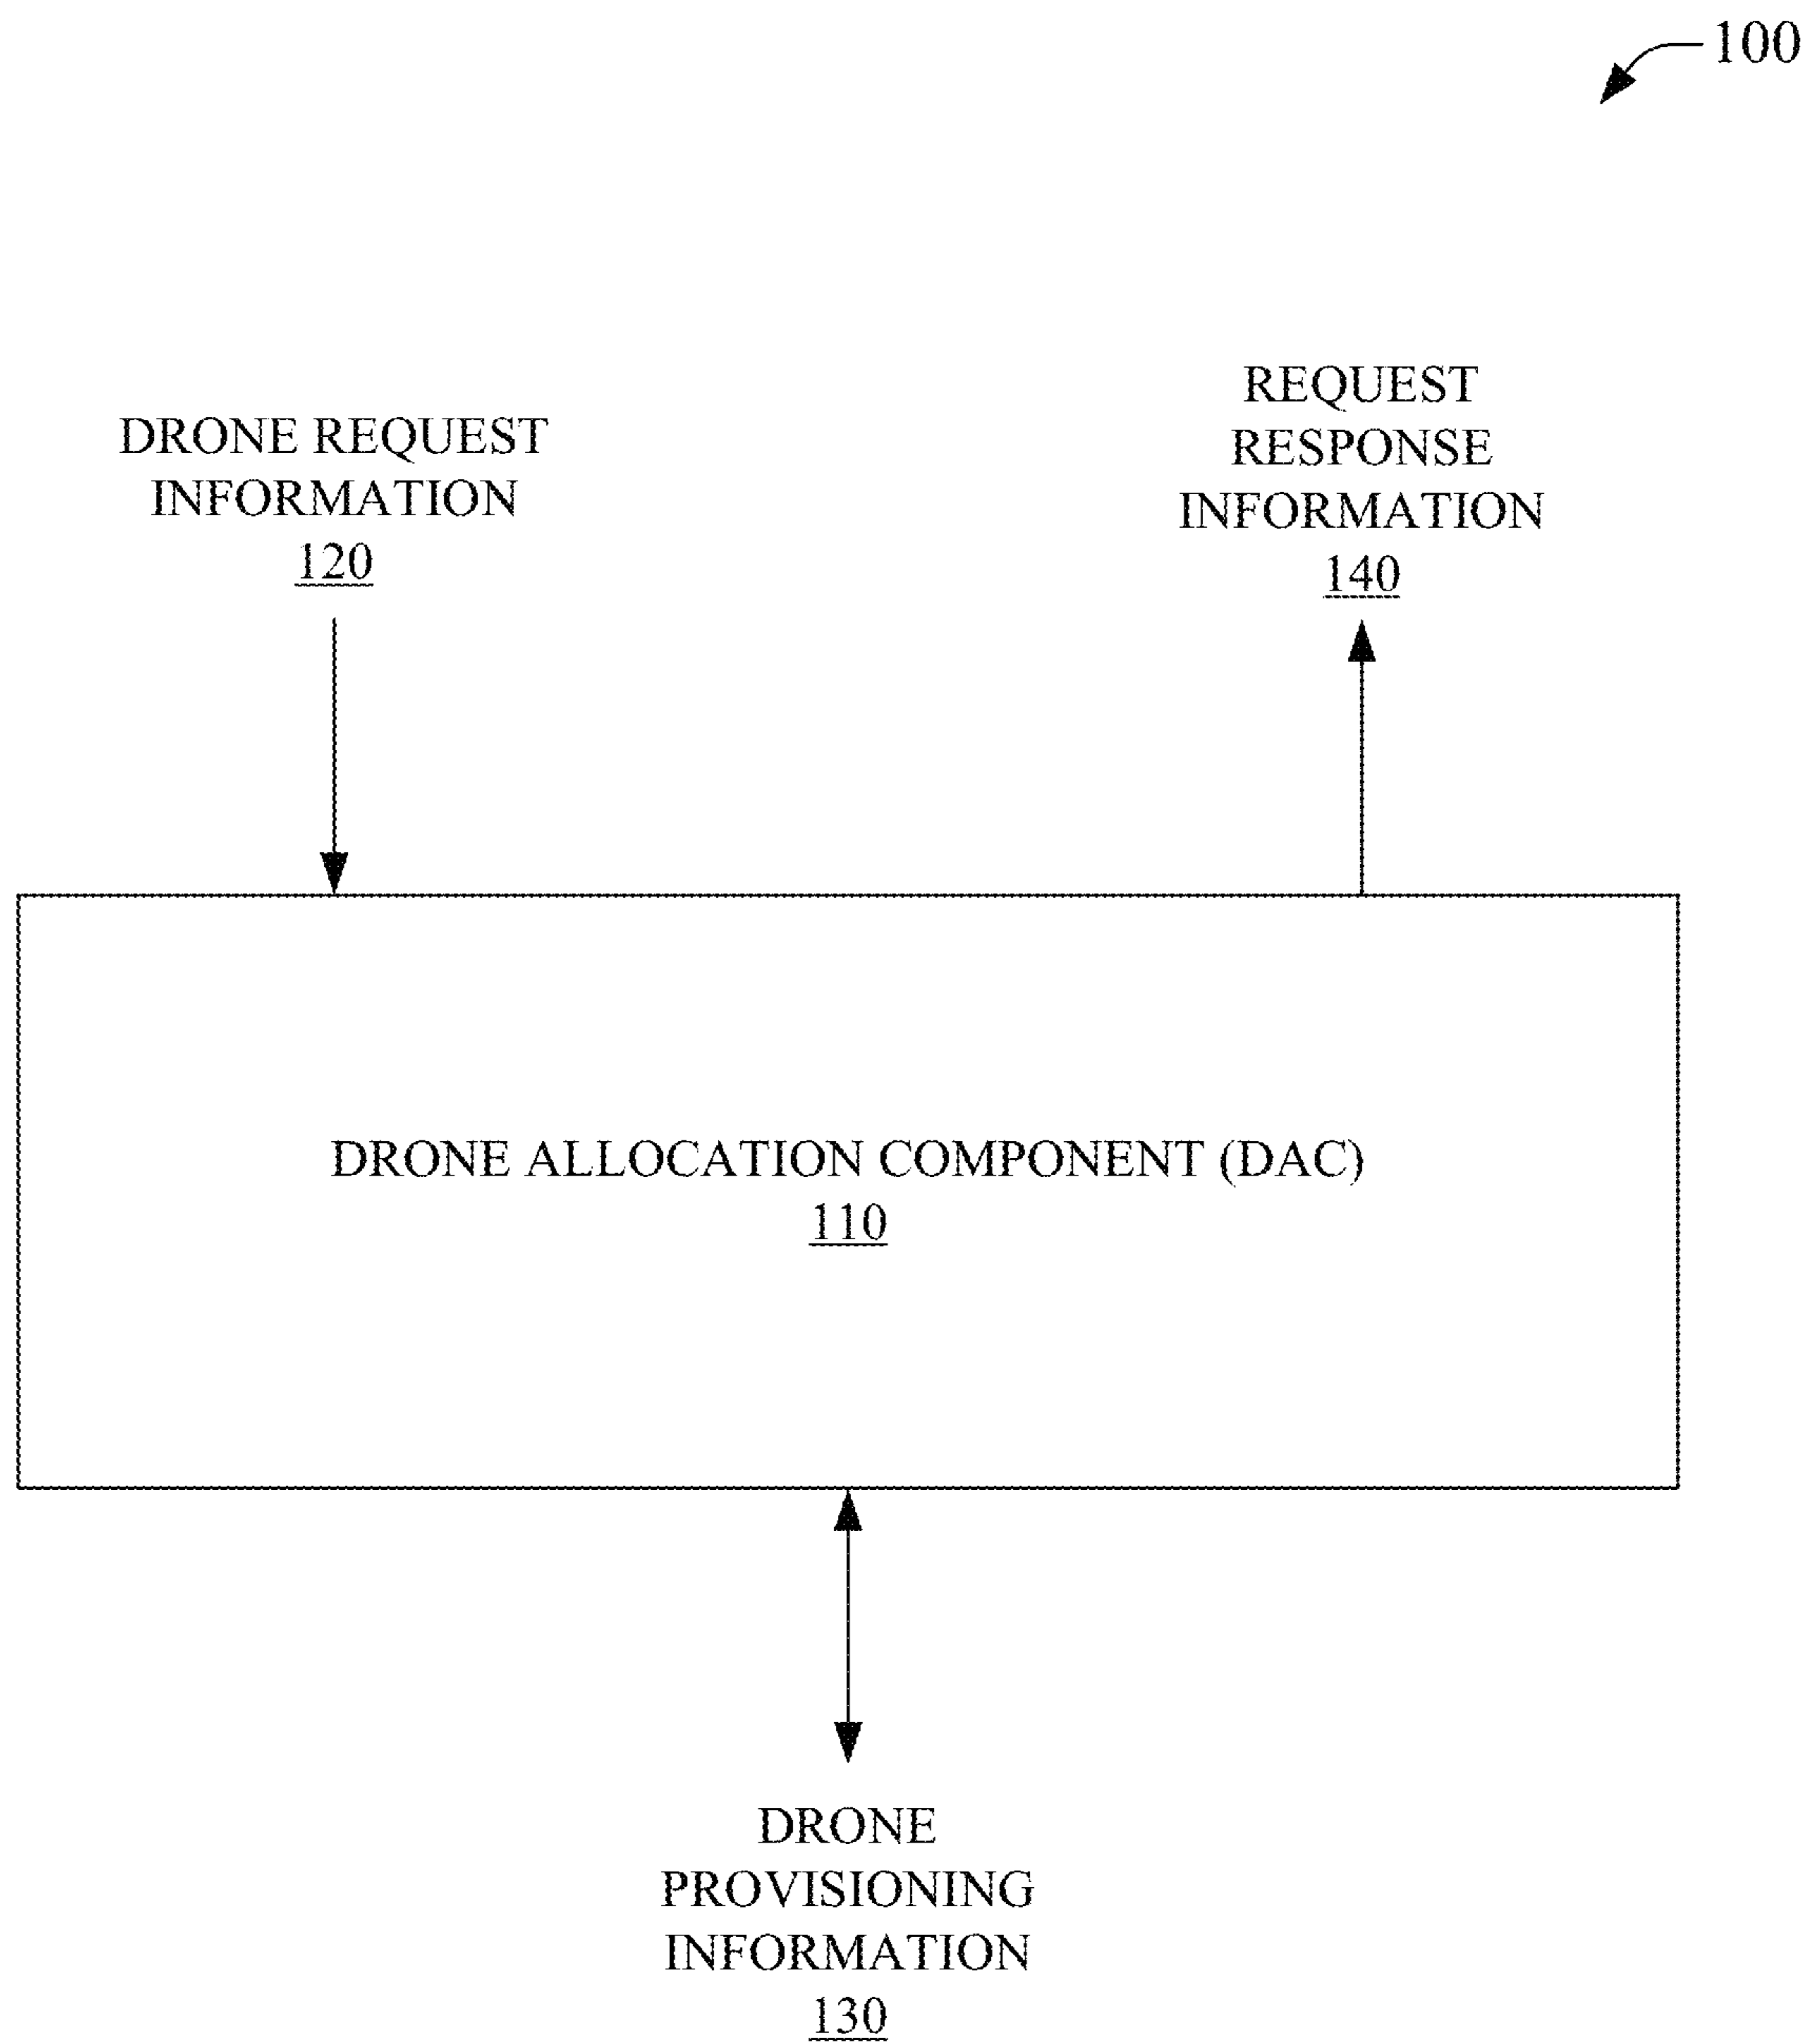 100
DRONE REQUEST
INFORMATION
120
REQUEST
RESPONSE
INFORMATION
140
DRONE ALLOCATION COMPONENT (DAC)
110
DRONE
PROVISIONING
INFORMATION
130